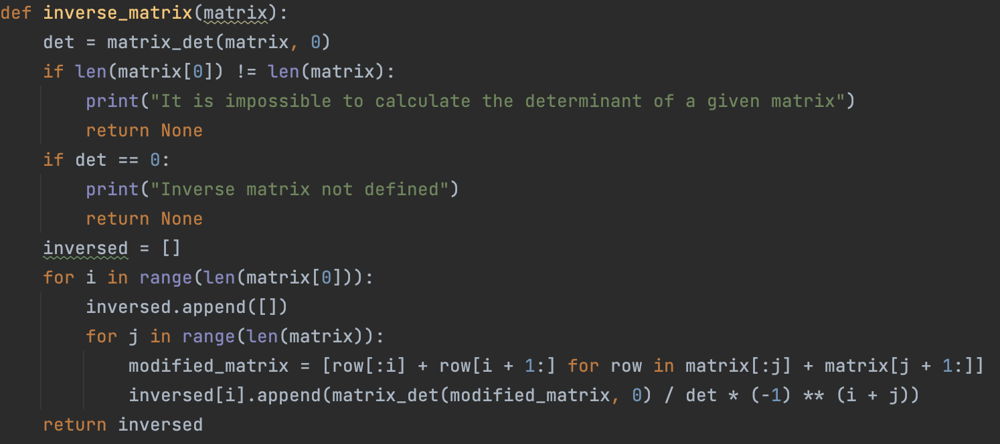 def inverse_matrix(matrix):
    det = matrix_det(matrix, 0)
    if len(matrix[0]) != len(matrix):
        print("It is impossible to calculate the determinant of a given matrix")
        return None
    if det == 0:
        print("Inverse matrix not defined")
        return None
    inversed = []
    for i in range(len(matrix[0])):
        inversed.append([])
        for j in range(len(matrix)):
            modified_matrix = [row[:i] + row[i + 1:] for row in matrix[:j] + matrix[j + 1:]]
            inversed[i].append(matrix_det(modified_matrix, 0) / det * (-1) ** (i + j))
    return inversed